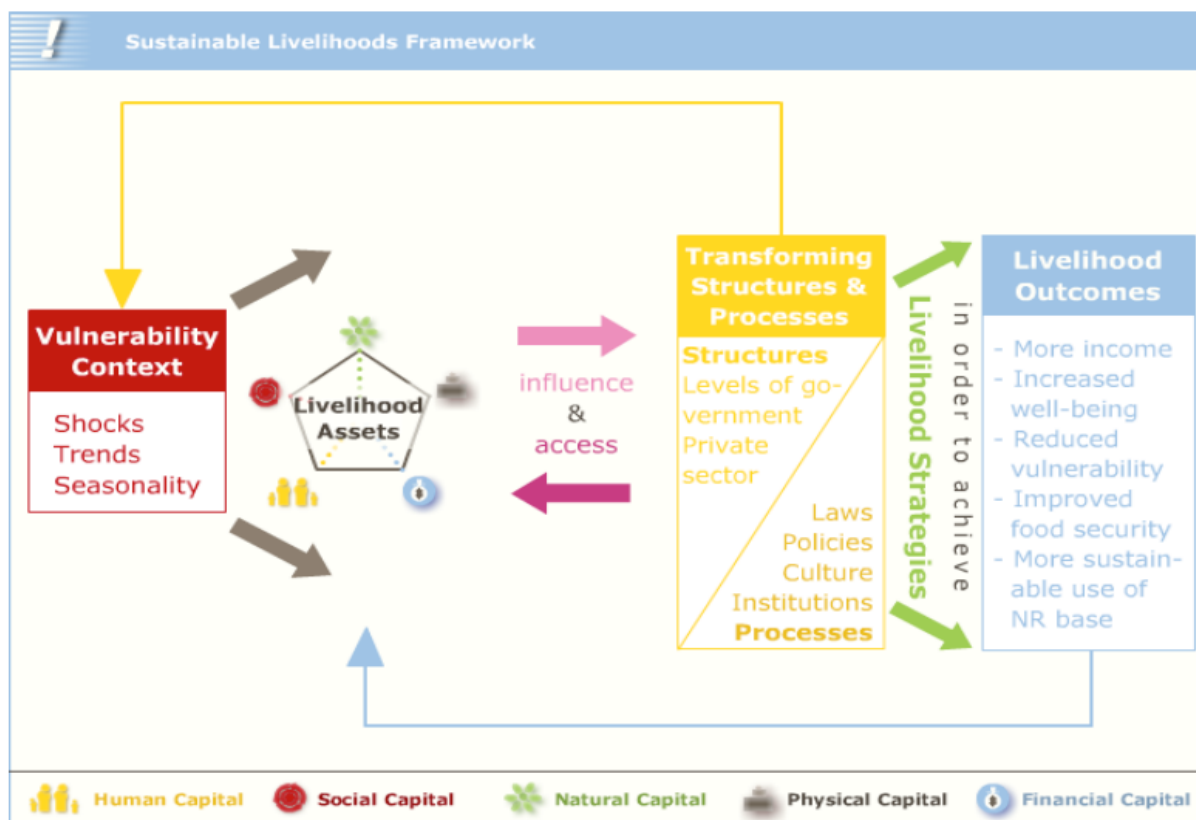 !
Sustainable Livelihoods Framework
Vulnerability
Context
Shocks
Trends
Seasonality
Livelihood
Assets
influence
&
access
Transforming
Structures &
Processes
Structures
Levels of go-
vernment
Private
sector
Laws
Policies
Culture
Institutions
Processes
Livelihood Strategies
in order to achieve
Livelihood
Outcomes
- More income
- Increased
well-being
- Reduced
vulnerability
- Improved
food security
- More sustain-
able use of
NR base
Human Capital
Social Capital
Natural Capital
Physical Capital
Financial Capital